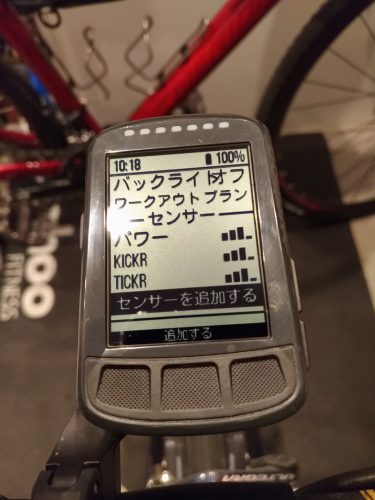 10:18 100%
バックライト オフ
ワークアウト プラン
センサー
パワー
KICKR
TICKR
センサーを追加する
追加する
hoo
FITNESS